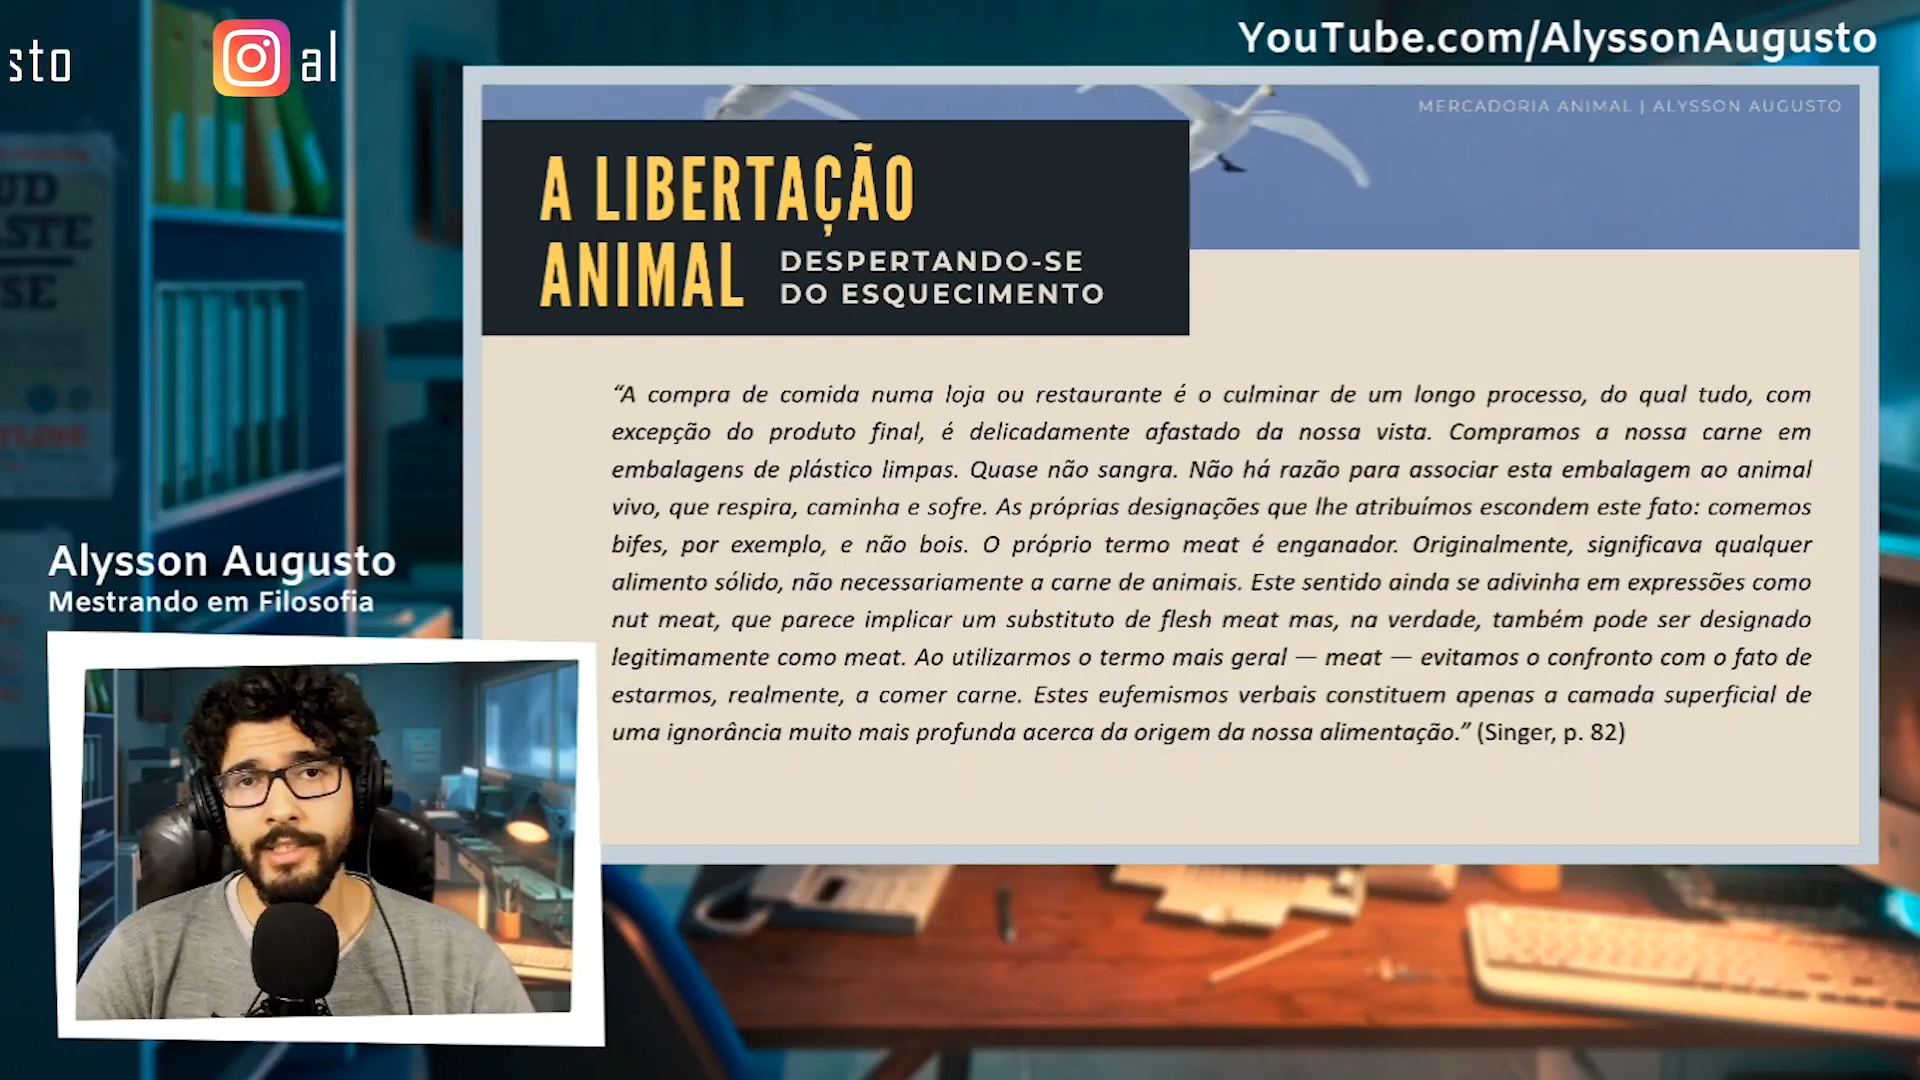 sto
al
YouTube.com/AlyssonAugusto
MERCADORIA ANIMAL | ALYSSON AUGUSTO
A LIBERTAÇÃO
ANIMAL
DESPERTANDO-SE
DO ESQUECIMENTO
“A compra de comida numa loja ou restaurante é o culminar de um longo processo, do qual tudo, com
excepção do produto final, é delicadamente afastado da nossa vista. Compramos a nossa carne em
embalagens de plástico limpas. Quase não sangra. Não há razão para associar esta embalagem ao animal
vivo, que respira, caminha e sofre. As próprias designações que lhe atribuímos escondem este fato: comemos
bifes, por exemplo, e não bois. O próprio termo meat é enganador. Originalmente, significava qualquer
alimento sólido, não necessariamente a carne de animais. Este sentido ainda se adivinha em expressões como
nut meat, que parece implicar um substituto de flesh meat mas, na verdade, também pode ser designado
legitimamente como meat. Ao utilizarmos o termo mais geral — meat — evitamos o confronto com o fato de
estarmos, realmente, a comer carne. Estes eufemismos verbais constituem apenas a camada superficial de
uma ignorância muito mais profunda acerca da origem da nossa alimentação.” (Singer, p. 82)
Alysson Augusto
Mestrando em Filosofia